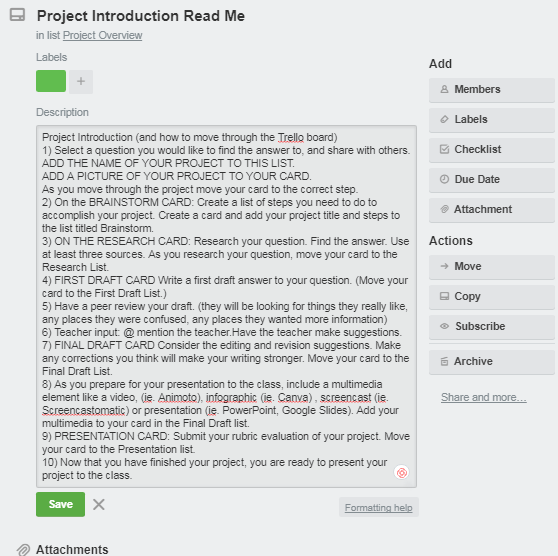 Project Introduction Read Me
in list Project Overview
Labels
+
Description
Project Introduction (and how to move through the Trello board)
1) Select a question you would like to find the answer to, and share with others.
ADD THE NAME OF YOUR PROJECT TO THIS LIST.
ADD A PICTURE OF YOUR PROJECT TO YOUR CARD.
As you move through the project move your card to the correct step.
2) On the BRAINSTORM CARD: Create a list of steps you need to do to
accomplish your project. Create a card and add your project title and steps to
the list titled Brainstorm.
3) ON THE RESEARCH CARD: Research your question. Find the answer. Use
at least three sources. As you research your question, move your card to the
Research List.
4) FIRST DRAFT CARD Write a first draft answer to your question. (Move your
card to the First Draft List.)
5) Have a peer review your draft. (they will be looking for things they really like,
any places they were confused, any places they wanted more information)
6) Teacher input: @ mention the teacher.Have the teacher make suggestions.
7) FINAL DRAFT CARD Consider the editing and revision suggestions. Make
any corrections you think will make your writing stronger. Move your card to the
Final Draft List.
8) As you prepare for your presentation to the class, include a multimedia
element like a video, (ie. Animoto), infographic (ie. Canva) , screencast (ie.
Screencastomatic) or presentation (ie. PowerPoint, Google Slides). Add your
multimedia to your card in the Final Draft list.
9) PRESENTATION CARD: Submit your rubric evaluation of your project. Move
your card to the Presentation list.
10) Now that you have finished your project, you are ready to present your
project to the class.
Save
Formatting help
Attachments
Add
Members
Labels
Checklist
Due Date
Attachment
Actions
Move
Copy
Subscribe
Archive
Share and more...